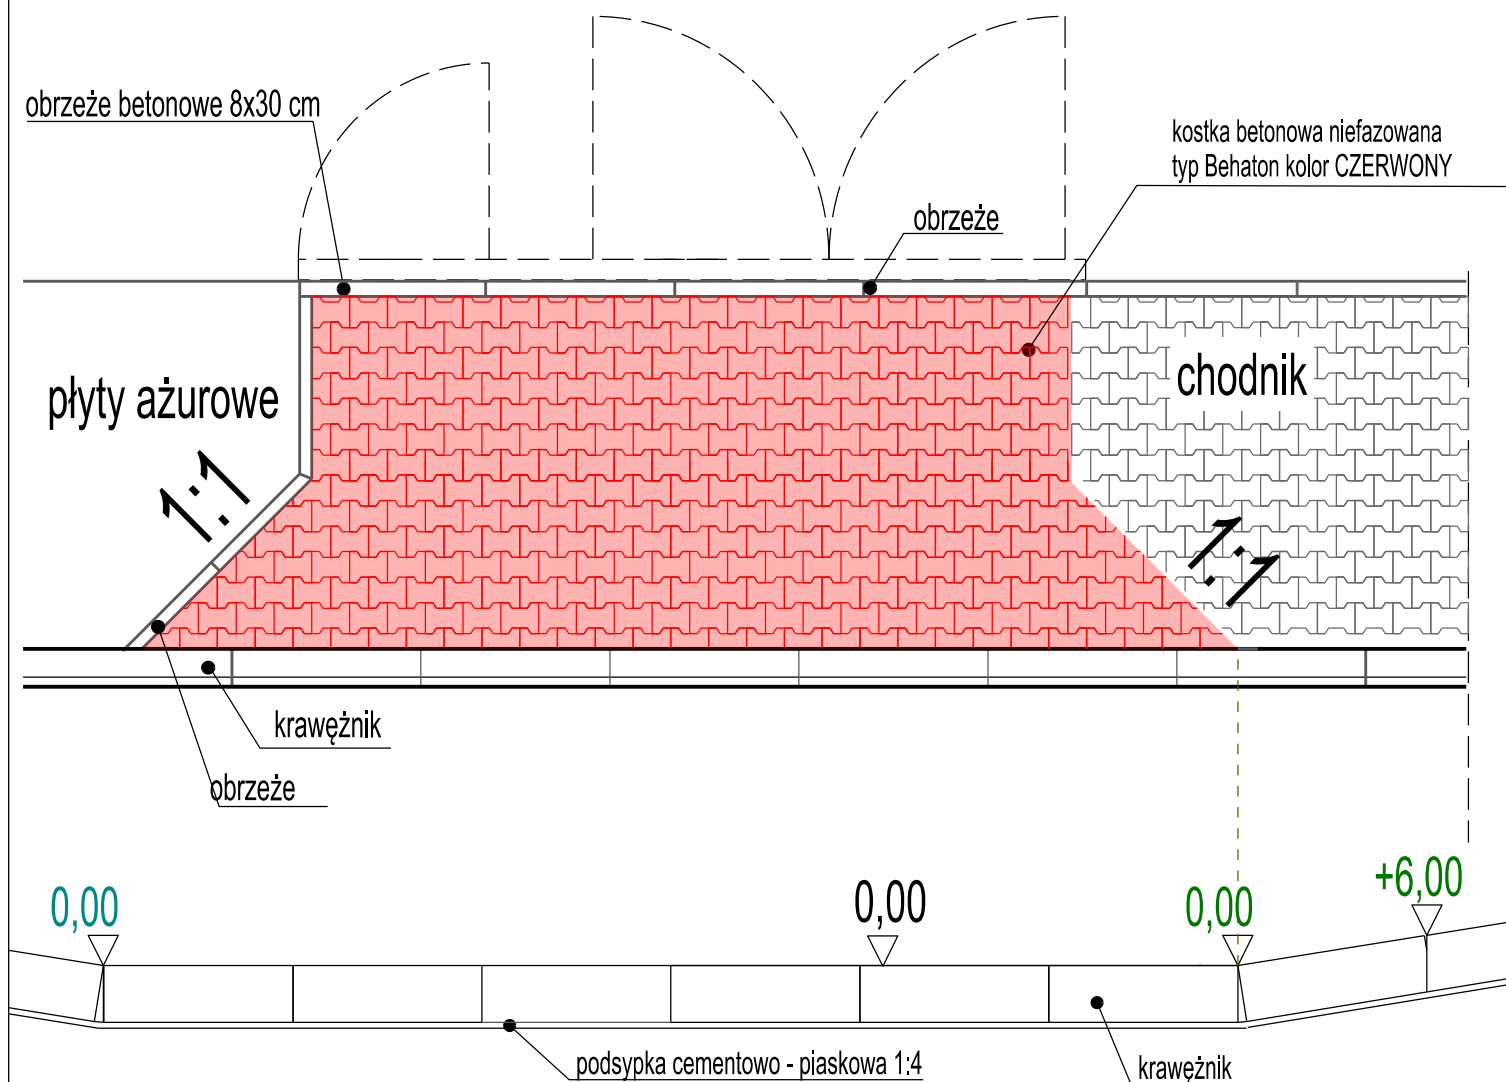 obrzeże betonowe 8x30 cm
kostka betonowa niefazowana
typ Behaton kolor CZERWONY
obrzeże
płyty ażurowe
chodnik
1:1
1:1
krawężnik
obrzeże
0,00
0,00
0,00
+6,00
podsypka cementowo - piaskowa 1:4
krawężnik